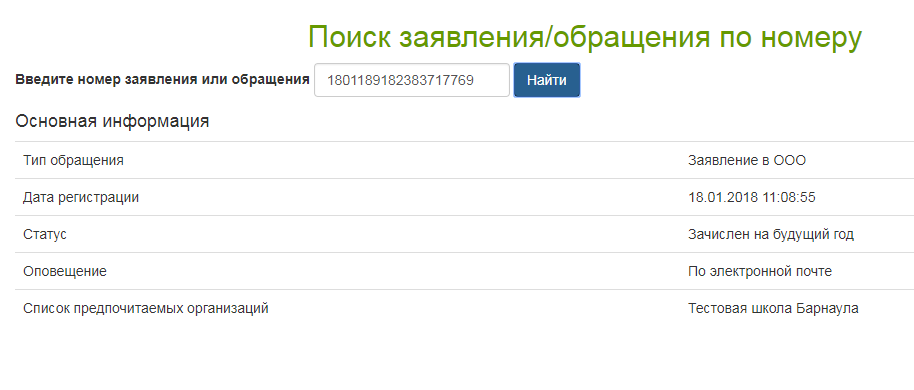 Поиск заявления/обращения по номеру
Введите номер заявления или обращения 1801189182383717769 Найти
Основная информация
Тип обращения Заявление в ООО
Дата регистрации 18.01.2018 11:08:55
Статус Зачислен на будущий год
Оповещение По электронной почте
Список предпочитаемых организаций Тестовая школа Барнаула